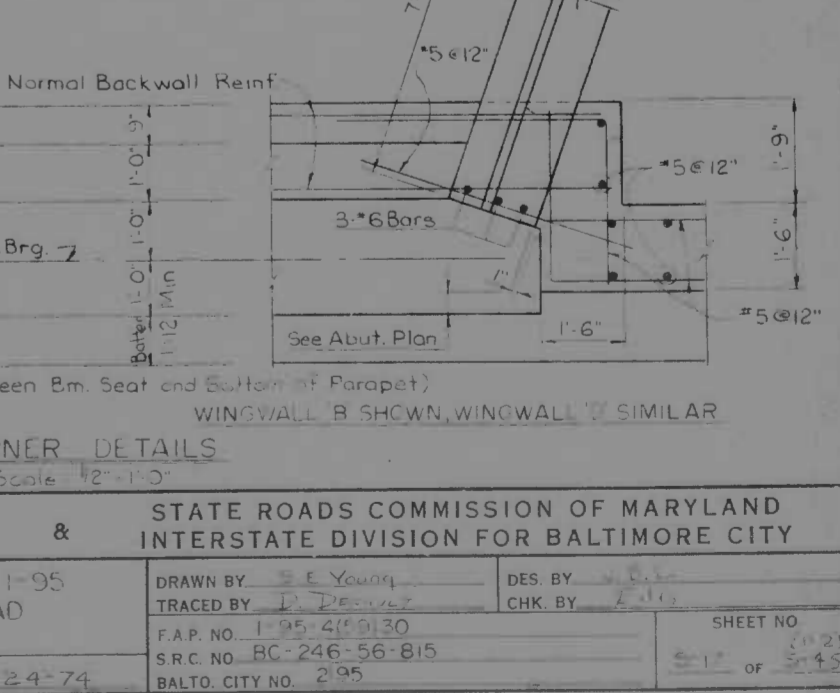 #5@12"
Normal Backwall Reinf
9"
1'-0"
1'-0"
1'-0"
Batter
1:12 Min
Brg.
3-#6 Bars
#5@12"
1'-9"
1'-6"
#5@12"
1"
1'-6"
See Abut. Plan
een Bm. Seat and Bottom of Parapet)
WINGWALL 'B' SHOWN, WINGWALL SIMILAR
NER DETAILS
Scale 1/2"-1'-0"
& STATE ROADS COMMISSION OF MARYLAND
INTERSTATE DIVISION FOR BALTIMORE CITY
I-95
AD
24-74
DRAWN BY S E Young
TRACED BY D.
DES. BY
CHK. BY
F.A.P. NO. I-95-4(59)30
S.R.C. NO. BC-246-56-815
BALTO. CITY NO. 295
SHEET NO
OF